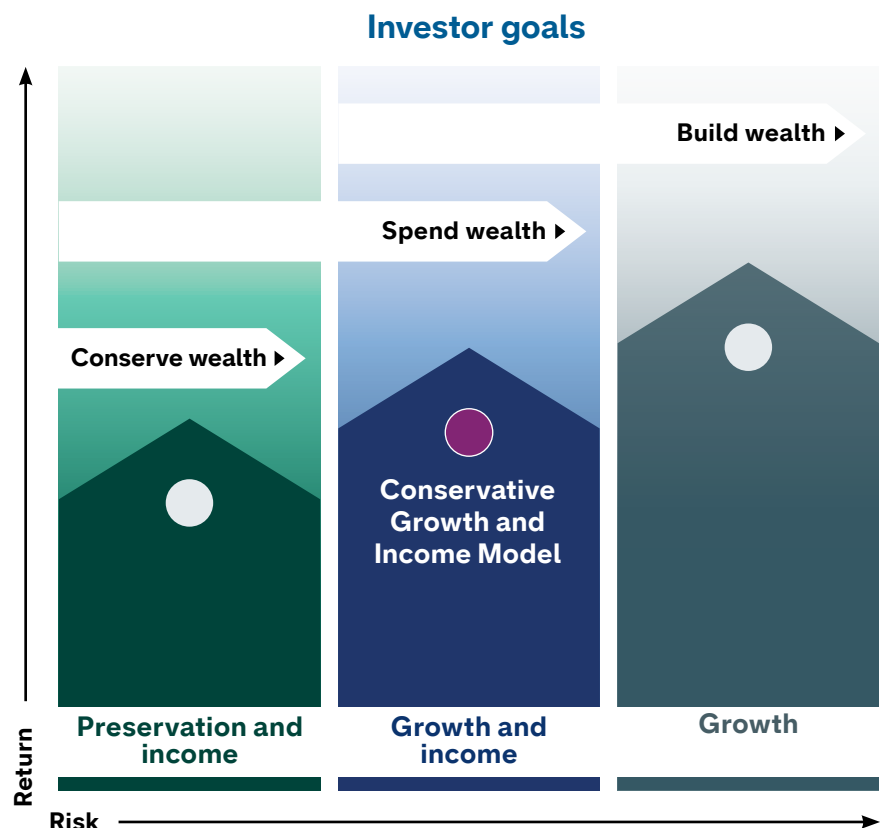 Investor goals
Build wealth
Spend wealth
Conserve wealth
Conservative
Growth and
Income Model
Preservation and
income
Growth and
income
Growth
Return
Risk